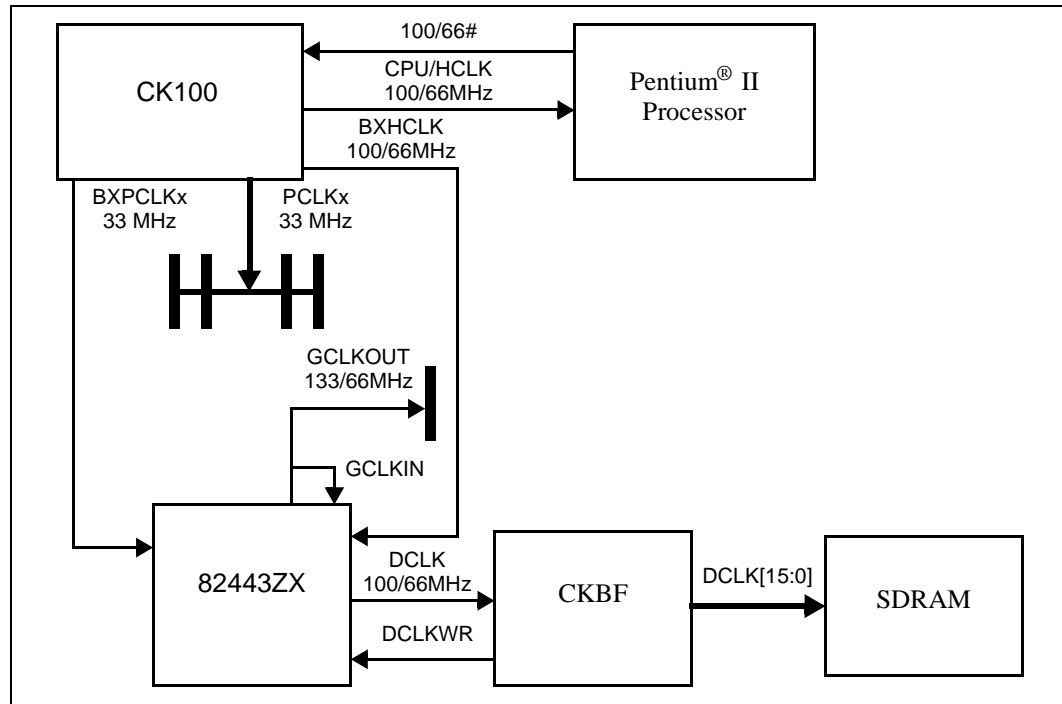 100/66#
CK100
CPU/HCLK
100/66MHz
Pentium® II
Processor
BXHCLK
100/66MHz
BXPCLKx
33 MHz
PCLKx
33 MHz
GCLKOUT
133/66MHz
GCLKIN
82443ZX
DCLK
100/66MHz
DCLKWR
CKBF
DCLK[15:0]
SDRAM